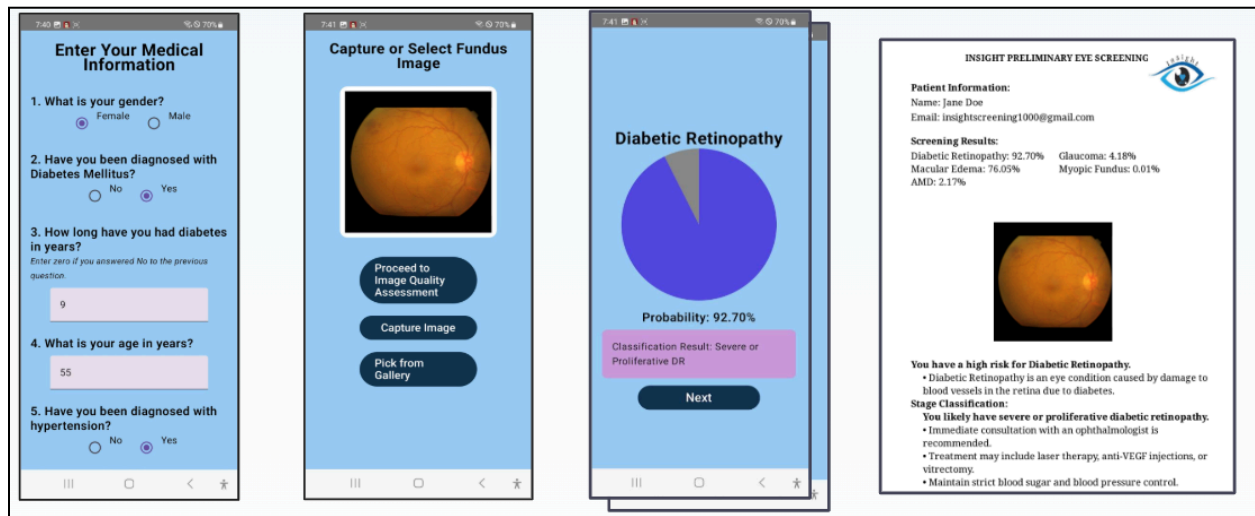 7:40
70%
Enter Your Medical
Information
1. What is your gender?
Female
Male
2. Have you been diagnosed with
Diabetes Mellitus?
No
Yes
3. How long have you had diabetes
in years?
Enter zero if you answered No to the previous
question.
9
4. What is your age in years?
55
5. Have you been diagnosed with
hypertension?
No
Yes
7:41
70%
Capture or Select Fundus
Image
Proceed to
Image Quality
Assessment
Capture Image
Pick from
Gallery
7:41
70%
Diabetic Retinopathy
Probability: 92.70%
Classification Result: Severe or
Proliferative DR
Next
INSIGHT PRELIMINARY EYE SCREENING
Insight
Patient Information:
Name: Jane Doe
Email: insightscreening1000@gmail.com
Screening Results:
Diabetic Retinopathy: 92.70% Glaucoma: 4.18%
Macular Edema: 76.05% Myopic Fundus: 0.01%
AMD: 2.17%
You have a high risk for Diabetic Retinopathy.
• Diabetic Retinopathy is an eye condition caused by damage to
blood vessels in the retina due to diabetes.
Stage Classification:
You likely have severe or proliferative diabetic retinopathy.
• Immediate consultation with an ophthalmologist is
recommended.
• Treatment may include laser therapy, anti-VEGF injections, or
vitrectomy.
• Maintain strict blood sugar and blood pressure control.